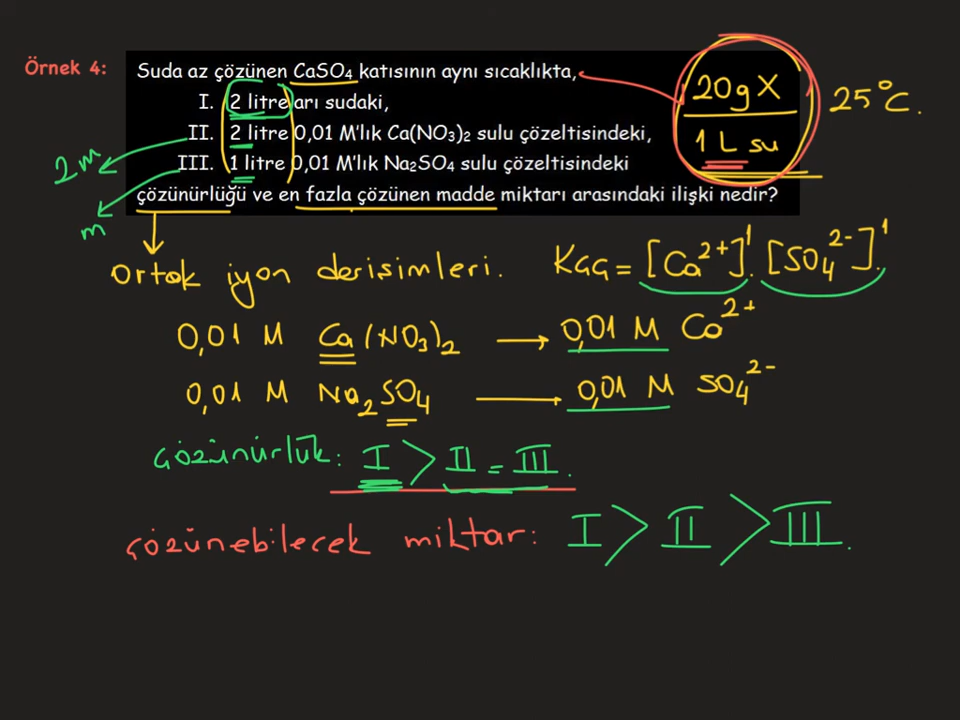 Örnek 4:
Suda az çözünen CaSO₄ katısının aynı sıcaklıkta,
I. 2 litre arı sudaki,
II. 2 litre 0,01 M'lık Ca(NO₃)₂ sulu çözeltisindeki,
III. 1 litre 0,01 M'lık Na₂SO₄ sulu çözeltisindeki
çözünürlüğü ve en fazla çözünen madde miktarı arasındaki ilişki nedir?
20g X
1 L su
25°C.
2m
m
Ortak iyon derişimleri.
Kçç = [Ca²⁺]¹. [SO₄²⁻]¹.
0,01 M Ca(NO₃)₂ → 0,01 M Ca²⁺
0,01 M Na₂SO₄ → 0,01 M SO₄²⁻
çözünürlük: I > II = III.
çözünebilecek miktar: I > II > III.